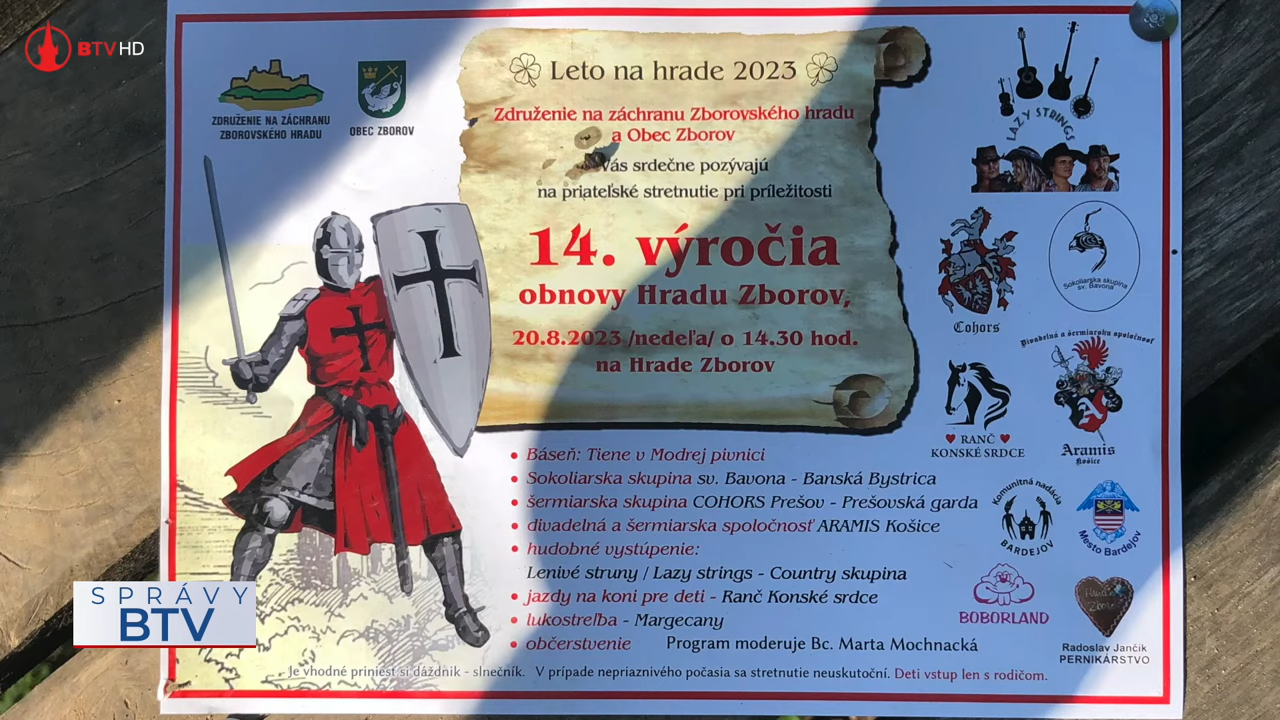 BTV HD
ZDRUŽENIE NA ZÁCHRANU
ZBOROVSKÉHO HRADU
OBEC ZBOROV
Leto na hrade 2023
Združenie na záchranu Zborovského hradu
a Obec Zborov
Vás srdečne pozývajú
na priateľské stretnutie pri príležitosti
14. výročia
obnovy Hradu Zborov,
20.8.2023 /nedeľa/ o 14.30 hod.
na Hrade Zborov
LAZY STRINGS
Cohors
Sokoliarska skupina
sv. Bavona
Divadelná a šermiarska spoločnosť
Aramis
Košice
RANČ
KONSKÉ SRDCE
Komunitná nadácia
BARDEJOV
Mesto Bardejov
BOBORLAND
Radoslav Jančík
PERNIKÁRSTVO
• Báseň: Tiene v Modrej pivnici
• Sokoliarska skupina sv. Bavona - Banská Bystrica
• šermiarska skupina COHORS Prešov - Prešovská garda
• divadelná a šermiarska spoločnosť ARAMIS Košice
• hudobné vystúpenie:
Lenivé struny / Lazy strings - Country skupina
• jazdy na koni pre deti - Ranč Konské srdce
• lukostreľba - Margecany
• občerstvenie Program moderuje Bc. Marta Mochnacká
Je vhodné priniesť si dáždnik - slnečník. V prípade nepriaznivého počasia sa stretnutie neuskutoční. Deti vstup len s rodičom.
SPRÁVY
BTV